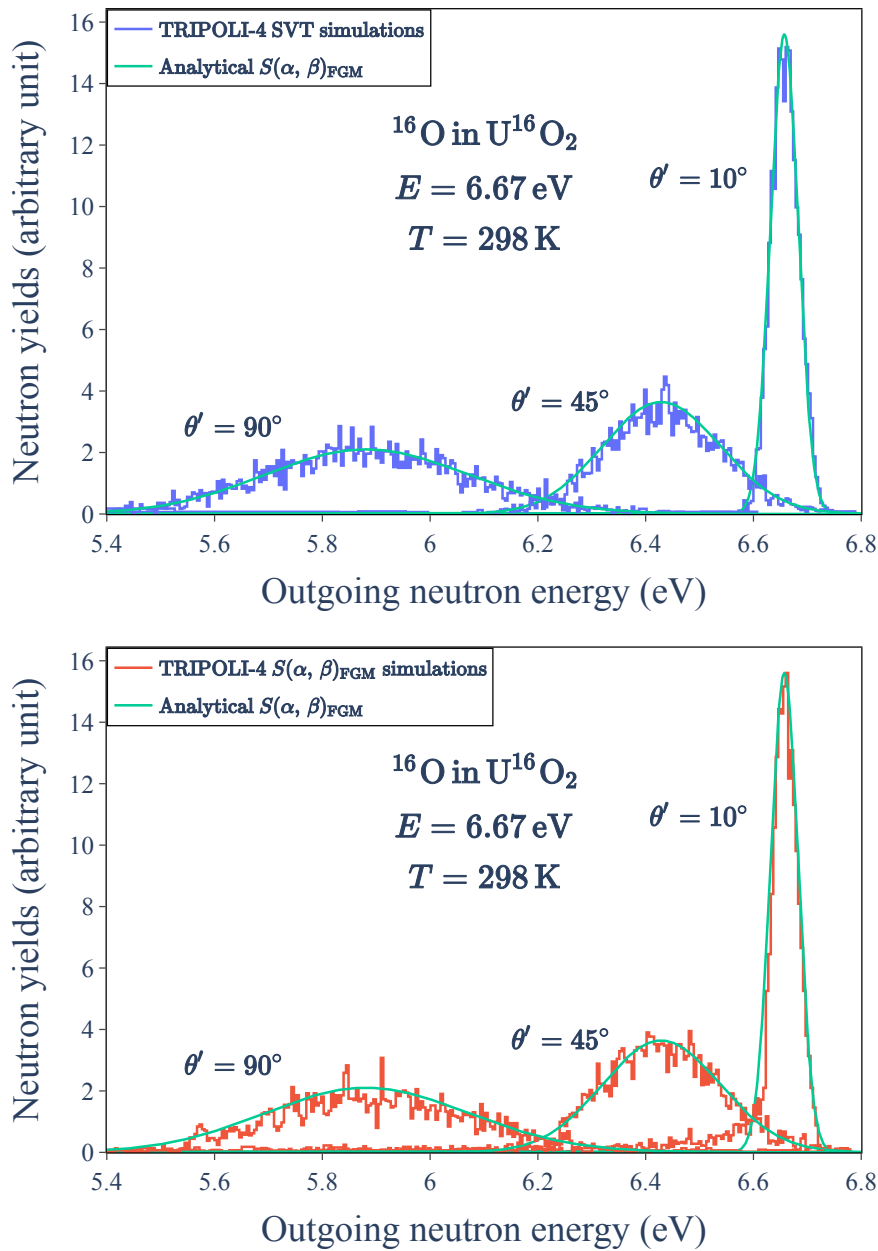 TRIPOLI-4 SVT simulations
Analytical S(α, β)FGM
¹⁶O in U¹⁶O₂
E = 6.67 eV
T = 298 K
θ′ = 10°
θ′ = 45°
θ′ = 90°
Neutron yields (arbitrary unit)
16
14
12
10
8
6
4
2
0
5.4 5.6 5.8 6 6.2 6.4 6.6 6.8
Outgoing neutron energy (eV)
TRIPOLI-4 S(α, β)FGM simulations
Analytical S(α, β)FGM
¹⁶O in U¹⁶O₂
E = 6.67 eV
T = 298 K
θ′ = 10°
θ′ = 45°
θ′ = 90°
Neutron yields (arbitrary unit)
16
14
12
10
8
6
4
2
0
5.4 5.6 5.8 6 6.2 6.4 6.6 6.8
Outgoing neutron energy (eV)